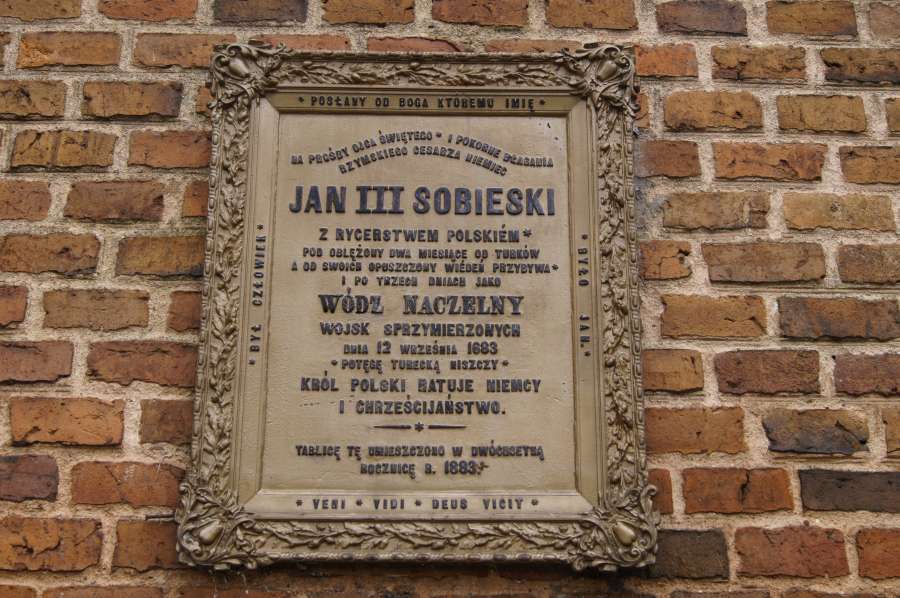 * POSŁANY OD BOGA KTÓREMU IMIĘ *
* BYŁ CZŁOWIEK *
NA PROŚBY OJCA ŚWIĘTEGO * I POKORNE BŁAGANIA
RZYMSKIEGO CESARZA NIEMIEC
JAN III SOBIESKI
Z RYCERSTWEM POLSKIÉM *
POD OBLĘŻONY DWA MIESIĄCE OD TURKÓW
A OD SWOICH OPUSZCZONY WIÉDEŃ PRZYBYWA *
I PO TRZECH DNIACH JAKO
WÓDZ NACZELNY
WOJSK SPRZYMIERZONYCH
DNIA 12 WRZEŚNIA 1683
* POTĘGĘ TURECKĄ NISZCZY *
KRÓL POLSKI RATUJE NIEMCY
I CHRZEŚCIJAŃSTWO.
TABLICĘ TĘ UMIESZCZONO W DWÓCHSETNĄ
ROCZNICĘ R. 1883.
* BYŁO JAN. *
* VENI * VIDI * DEUS VICIT *